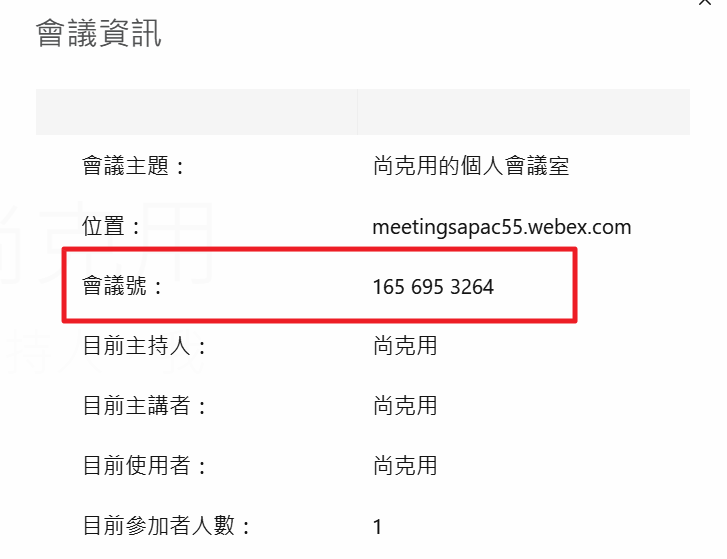 會議資訊
會議主題： 尚克用的個人會議室
位置： meetingsapac55.webex.com
會議號： 165 695 3264
目前主持人： 尚克用
目前主講者： 尚克用
目前使用者： 尚克用
目前參加者人數： 1